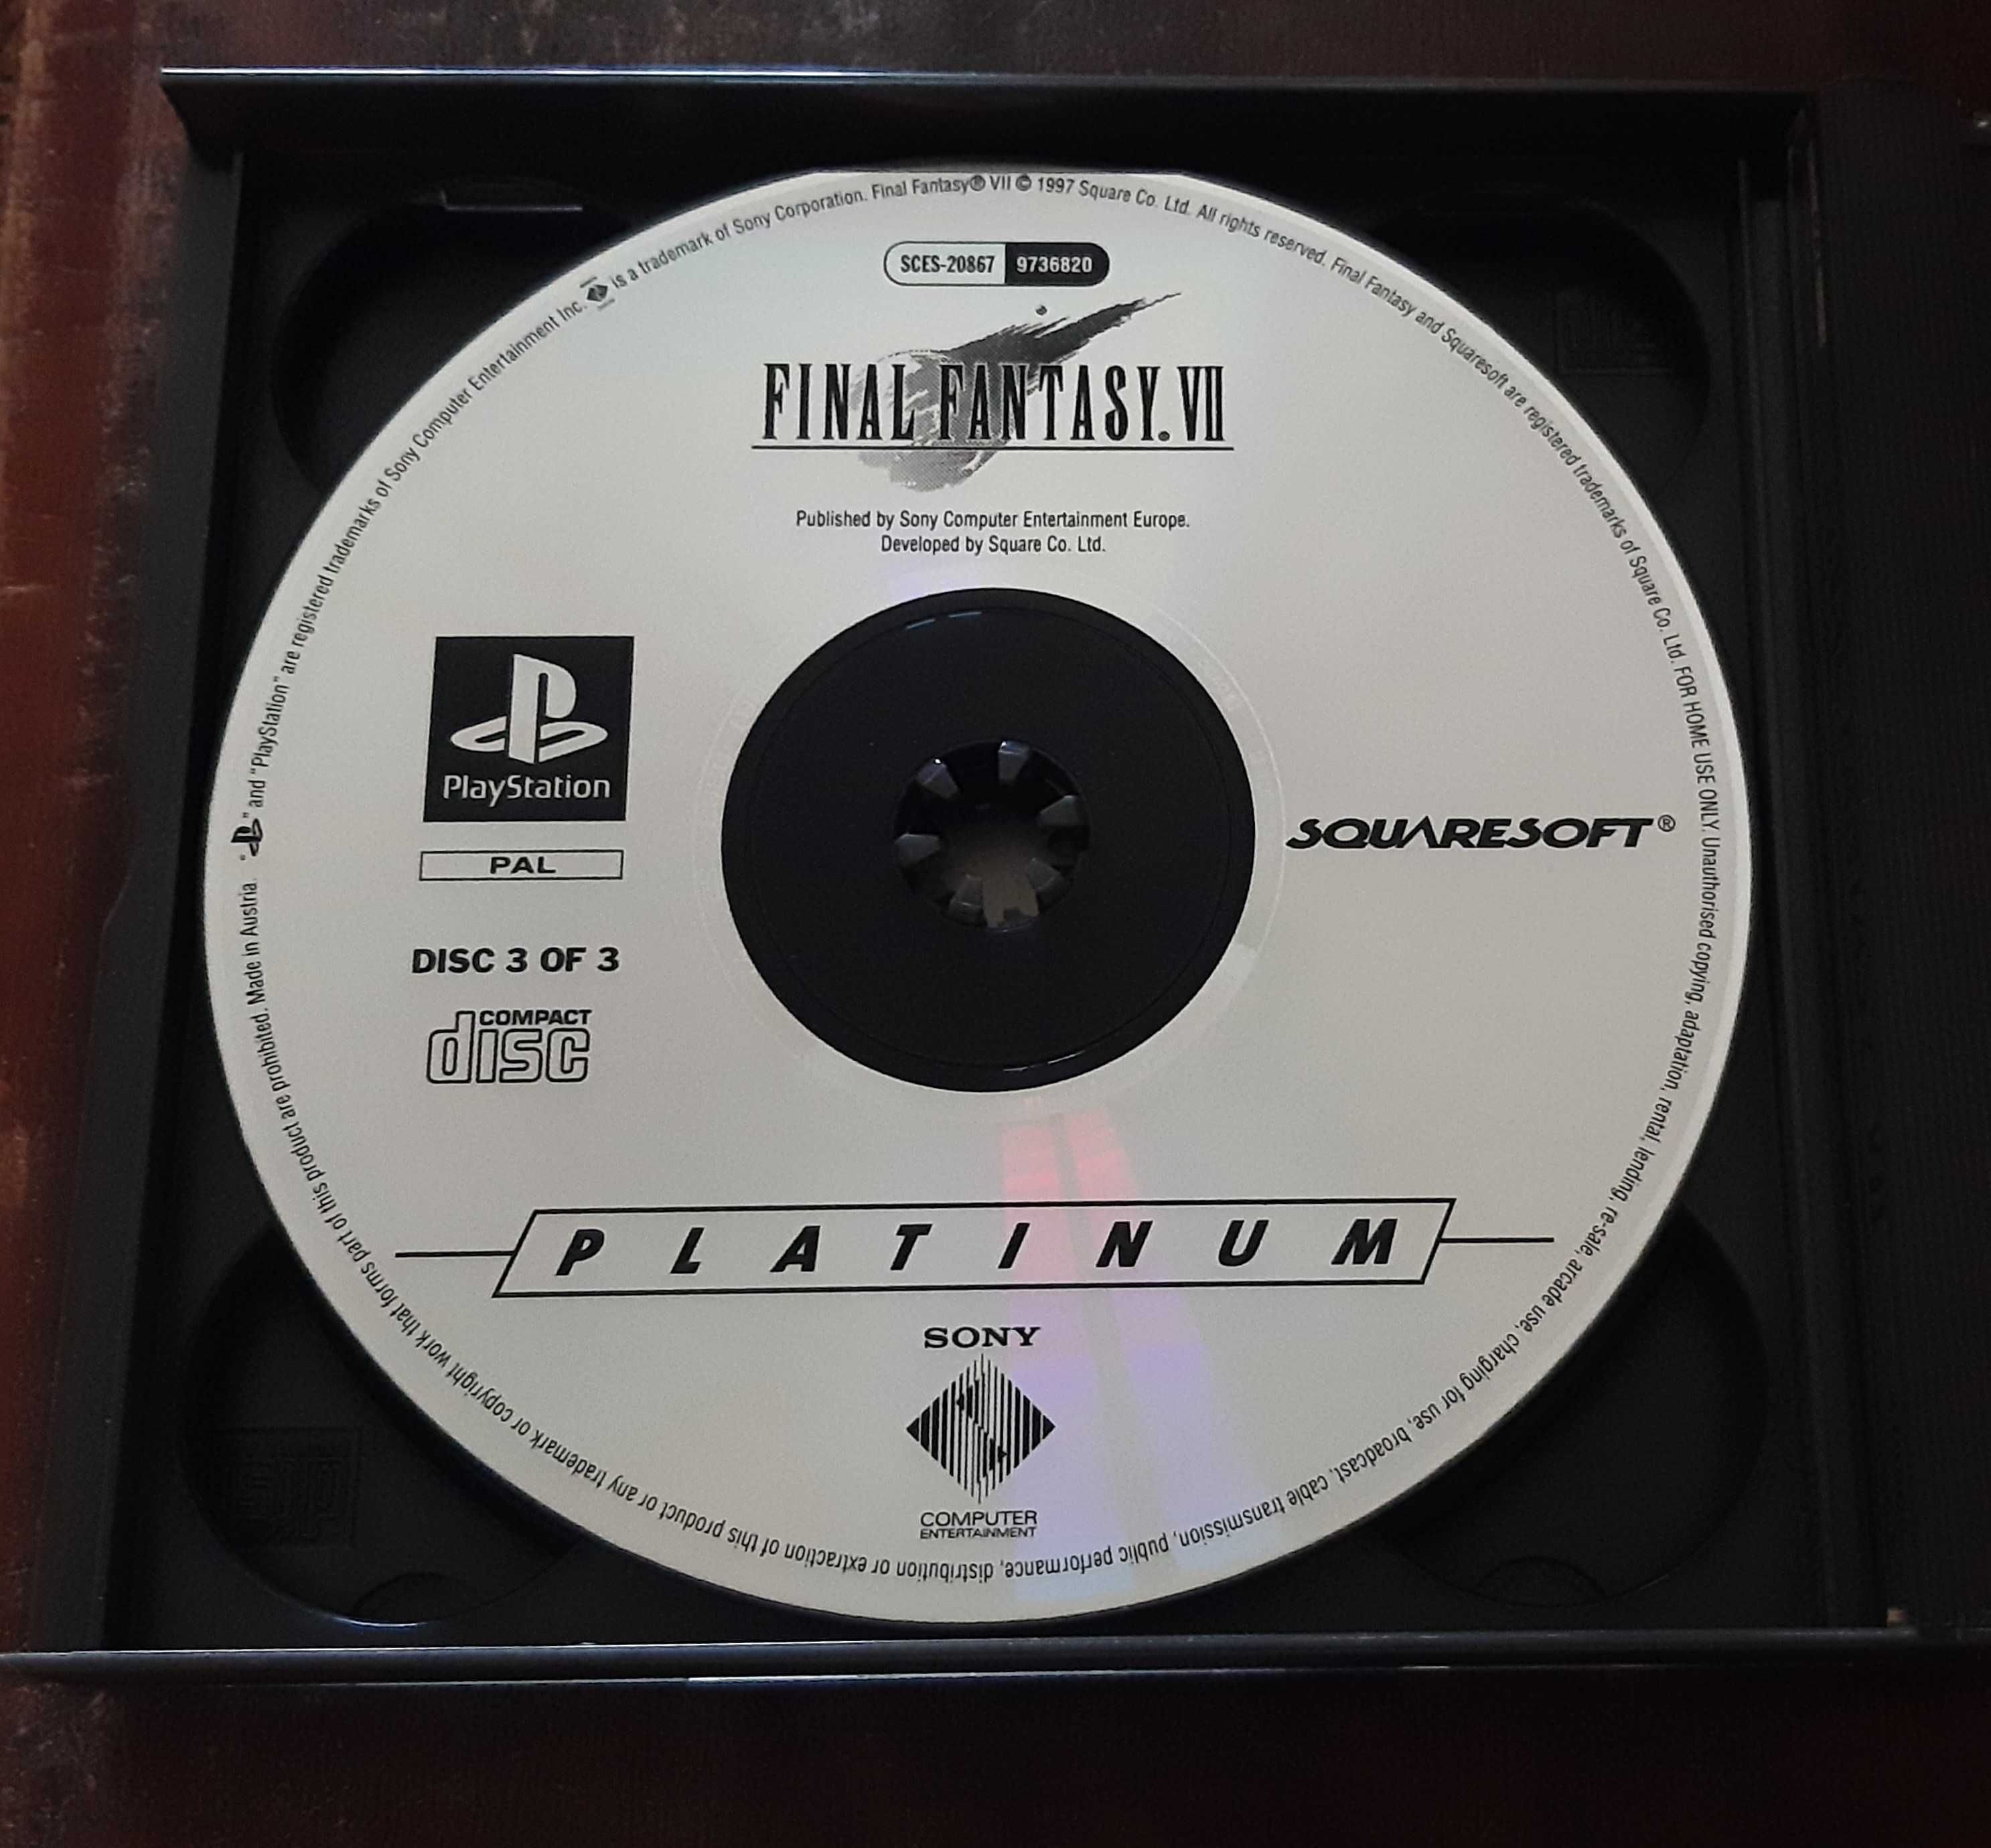 SCES-20867 9736820
FINAL FANTASY. VII
Published by Sony Computer Entertainment Europe.
Developed by Square Co. Ltd.
PlayStation
PAL
SQUARESOFT®
DISC 3 OF 3
COMPACT
disc
PLATINUM
SONY
COMPUTER
ENTERTAINMENT
" " and "PlayStation" are registered trademarks of Sony Computer Entertainment Inc. is a trademark of Sony Corporation. Final Fantasy® VII © 1997 Square Co. Ltd. All rights reserved. Final Fantasy and Squaresoft are registered trademarks of Square Co. Ltd. FOR HOME USE ONLY. Unauthorised copying, adaptation, rental, lending, re-sale, arcade use, charging for use, broadcast, cable transmission, public performance, distribution or extraction of this product or any trademark or copyright work that forms part of this product are prohibited. Made in Austria.